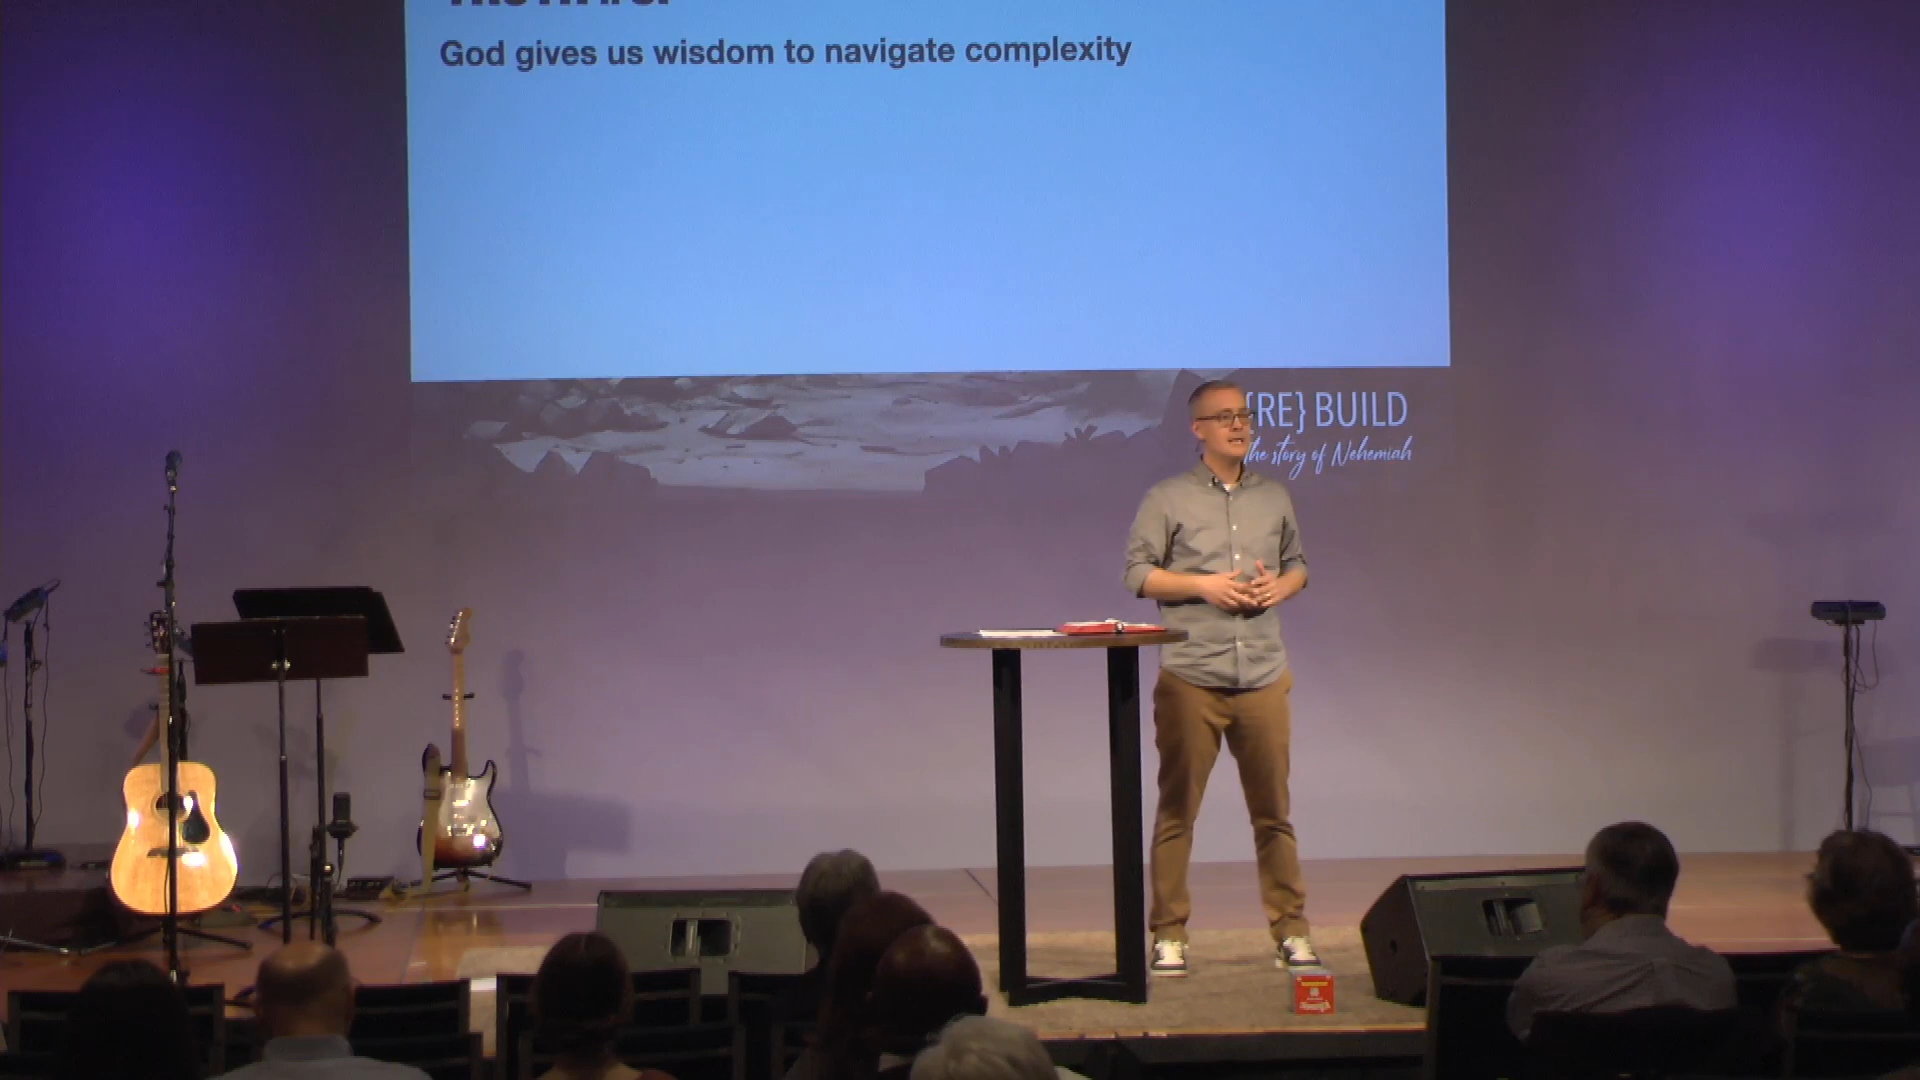 God gives us wisdom to navigate complexity
{RE} BUILD
the story of Nehemiah